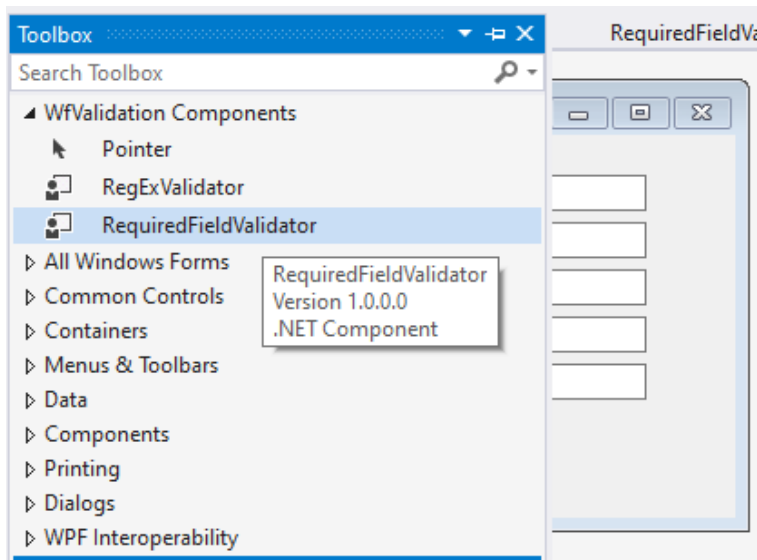 Toolbox
RequiredFieldVa
Search Toolbox
WfValidation Components
Pointer
RegExValidator
RequiredFieldValidator
All Windows Forms
RequiredFieldValidator
Version 1.0.0.0
.NET Component
Common Controls
Containers
Menus & Toolbars
Data
Components
Printing
Dialogs
WPF Interoperability